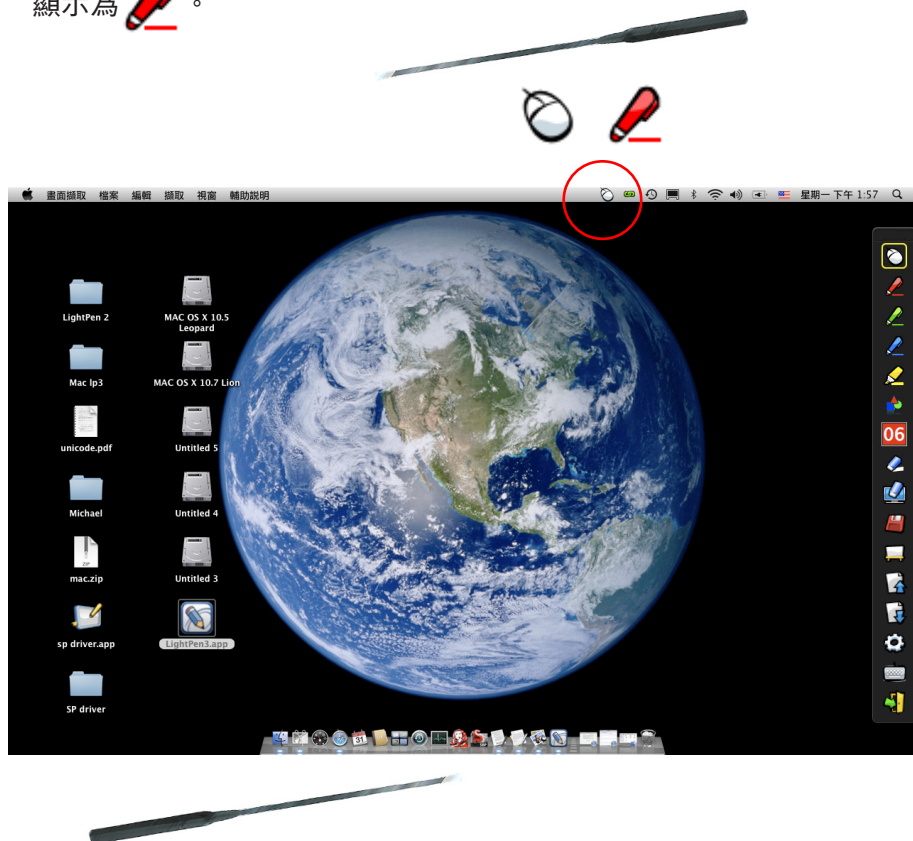 顯示為 。
畫面擷取 檔案 編輯 擷取 視窗 輔助說明 星期一 下午 1:57
LightPen 2
MAC OS X 10.5
Leopard
Mac lp3
MAC OS X 10.7 Lion
unicode.pdf
Untitled 5
Michael
Untitled 4
ZIP
mac.zip
Untitled 3
sp driver.app
LightPen3.app
SP driver
06
31